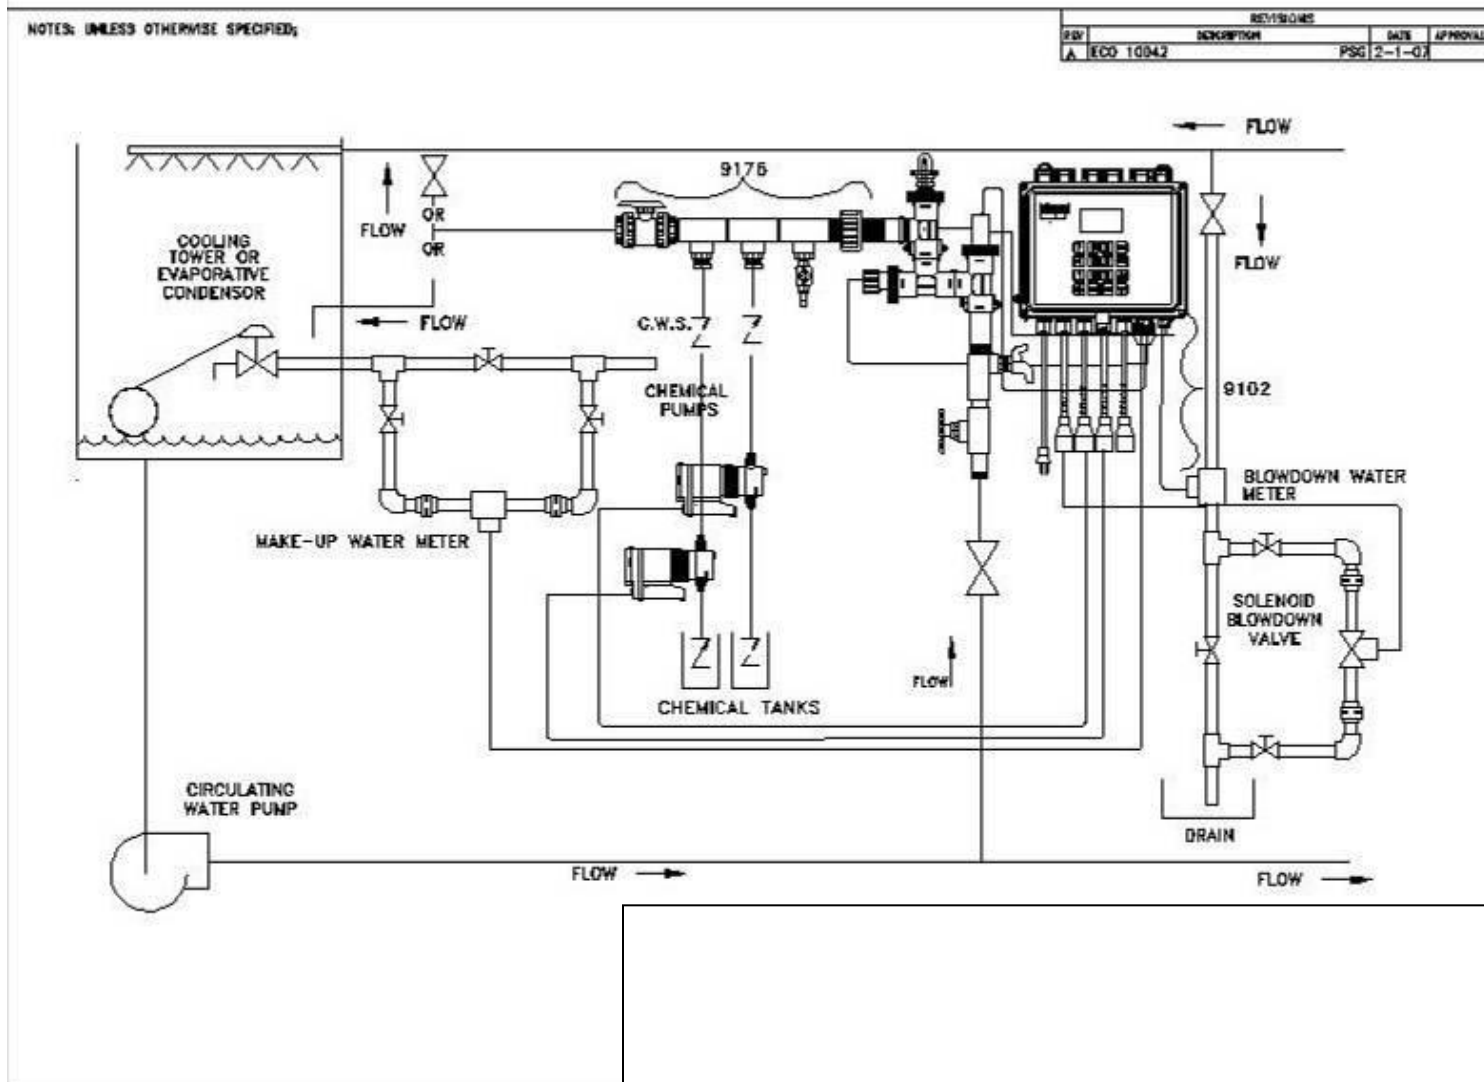 NOTES: UNLESS OTHERWISE SPECIFIED;
REVISIONS
REV DESCRIPTION DATE APPROVAL
A ECO 10042 PSG 2-1-07
FLOW
9175
FLOW
OR
OR
COOLING
TOWER OR
EVAPORATIVE
CONDENSOR
FLOW
FLOW
C.W.S.
CHEMICAL
PUMPS
9102
BLOWDOWN WATER
METER
MAKE-UP WATER METER
SOLENOID
BLOWDOWN
VALVE
FLOW
CHEMICAL TANKS
CIRCULATING
WATER PUMP
DRAIN
FLOW
FLOW